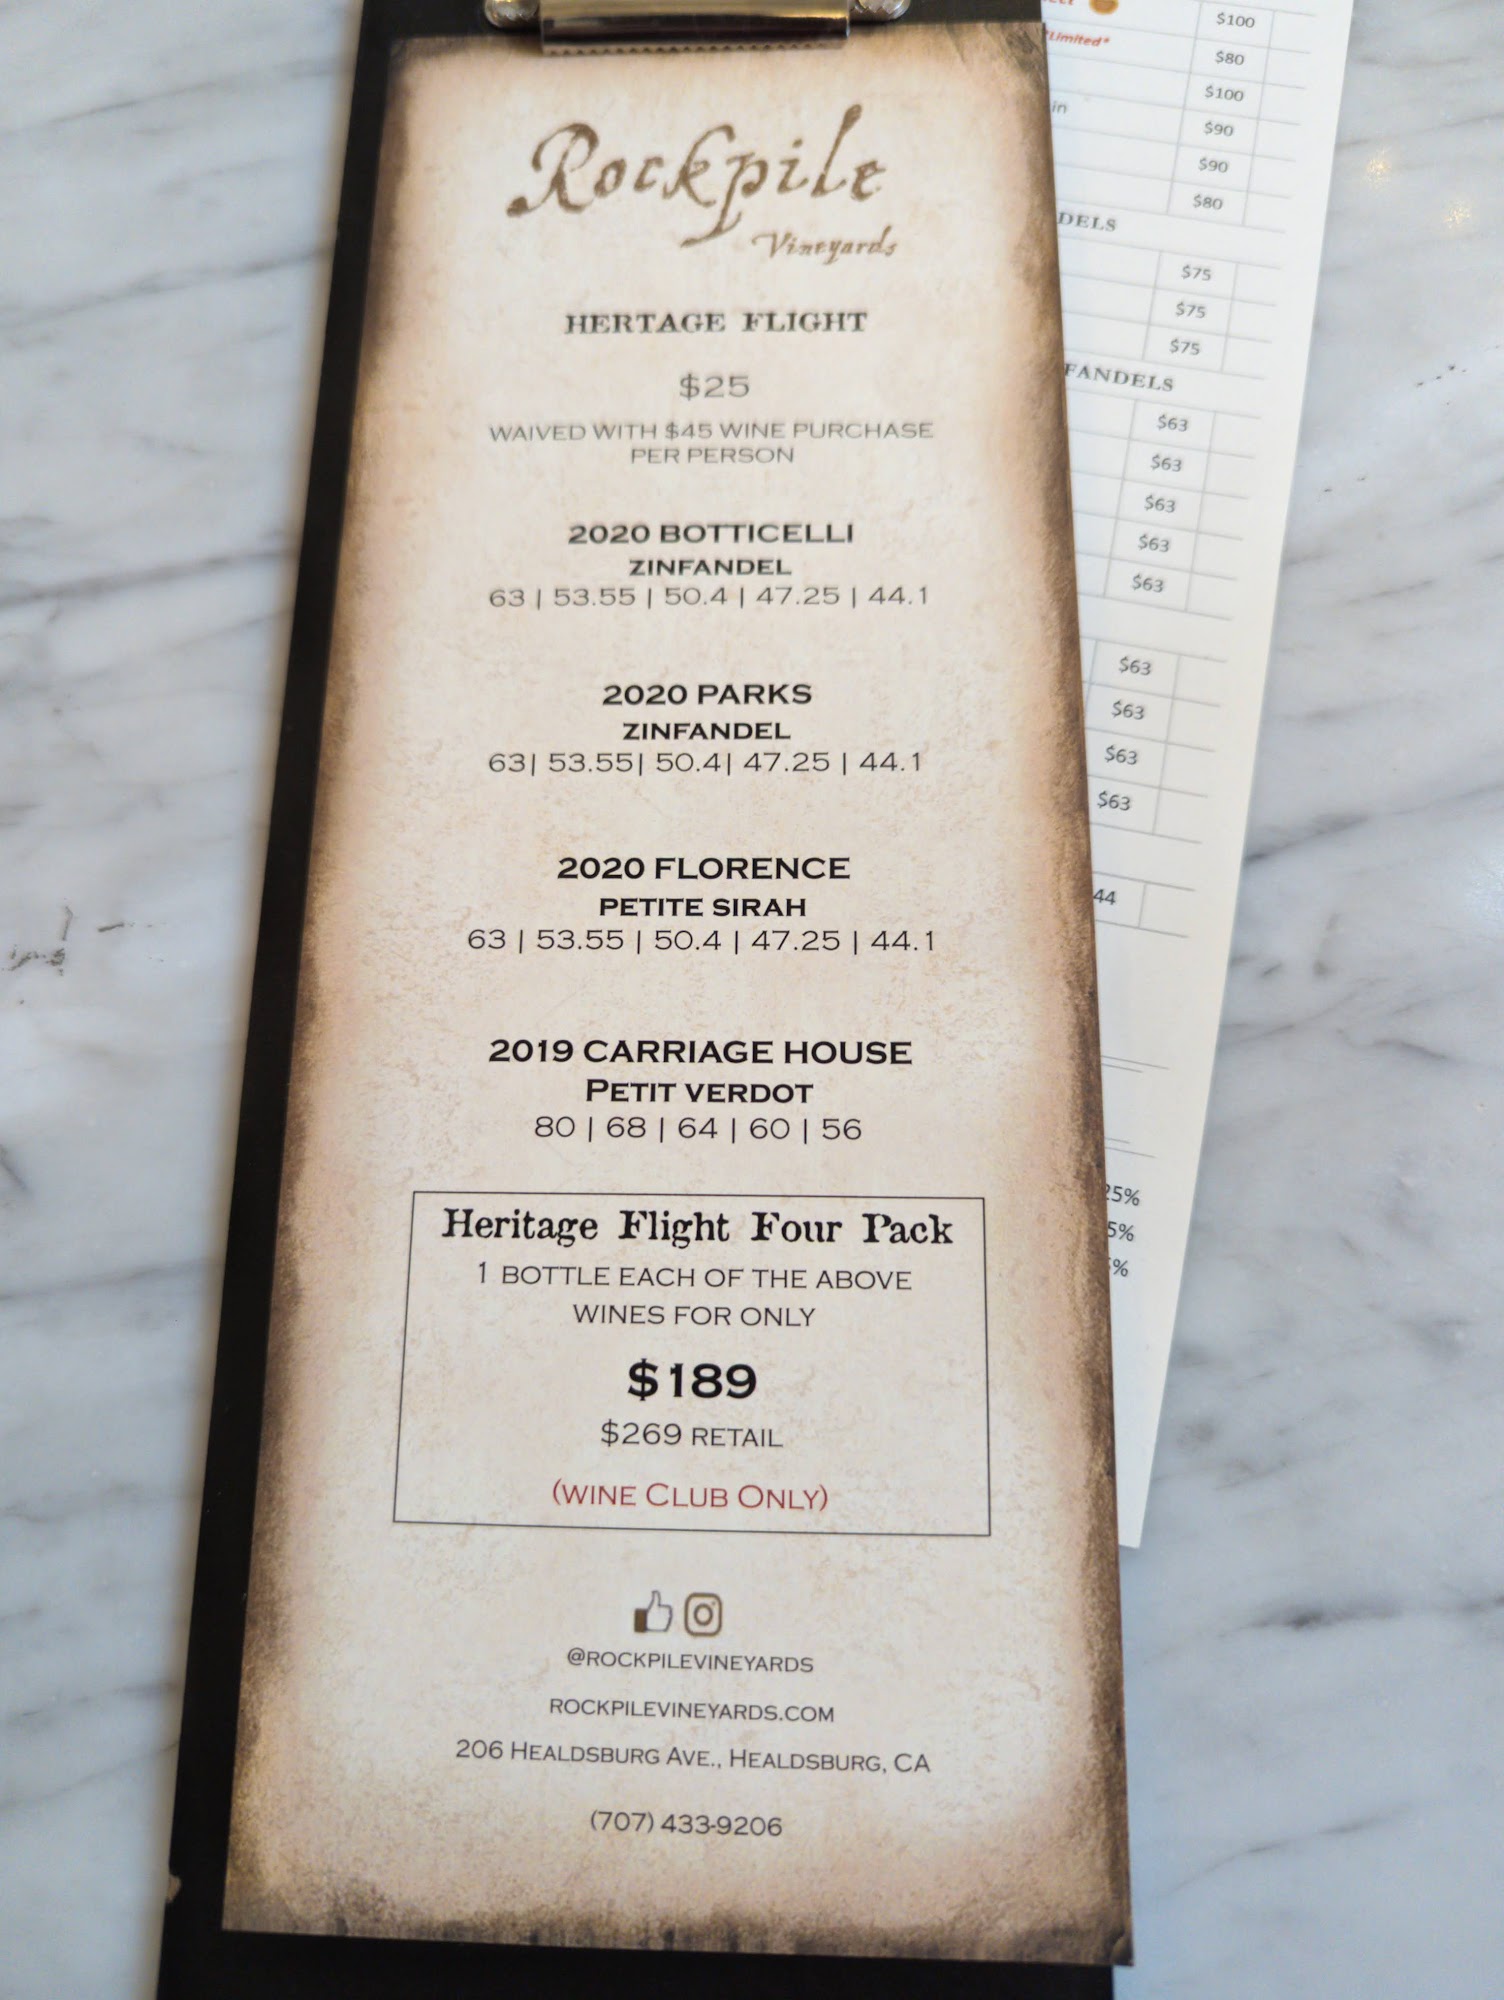 Rockpile
Vineyards
HERTAGE FLIGHT
$25
WAIVED WITH $45 WINE PURCHASE
PER PERSON
2020 BOTTICELLI
ZINFANDEL
63 | 53.55 | 50.4 | 47.25 | 44.1
2020 PARKS
ZINFANDEL
63| 53.55| 50.4| 47.25 | 44.1
2020 FLORENCE
PETITE SIRAH
63 | 53.55 | 50.4 | 47.25 | 44.1
2019 CARRIAGE HOUSE
PETIT VERDOT
80 | 68 | 64 | 60 | 56
Heritage Flight Four Pack
1 BOTTLE EACH OF THE ABOVE
WINES FOR ONLY
$189
$269 RETAIL
(WINE CLUB ONLY)
@ROCKPILEVINEYARDS
ROCKPILEVINEYARDS.COM
206 HEALDSBURG AVE., HEALDSBURG, CA
(707) 433-9206
$100
*Limited*
$80
$100
in
$90
$90
$80
DELS
$75
$75
$75
FANDELS
$63
$63
$63
$63
$63
$63
$63
$63
$63
44
25%
5%
%